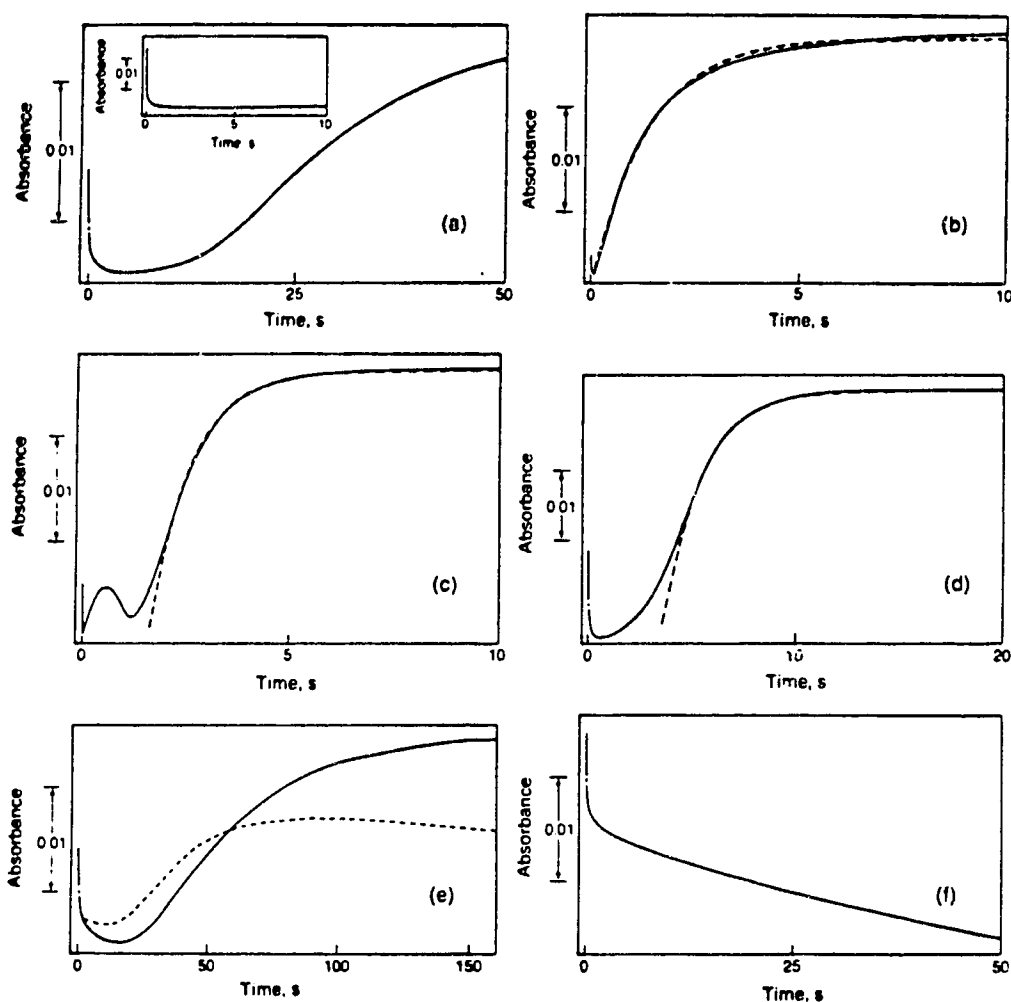 Absorbance
0.01
Absorbance
0.01
0 5 10
Time, s
(a)
0 25 50
Time, s
Absorbance
0.01
(b)
0 5 10
Time, s
Absorbance
0.01
(c)
0 5 10
Time, s
Absorbance
0.01
(d)
0 10 20
Time, s
Absorbance
0.01
(e)
0 50 100 150
Time, s
Absorbance
0.01
(f)
0 25 50
Time, s